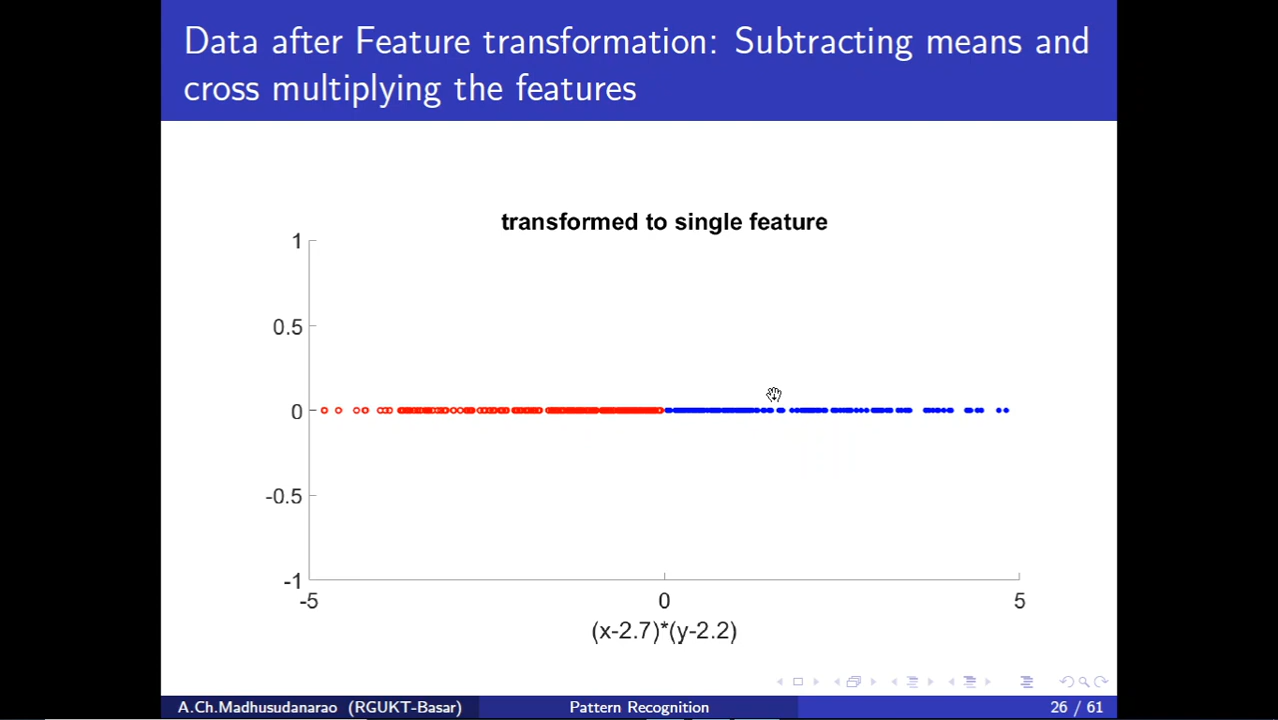 Data after Feature transformation: Subtracting means and
cross multiplying the features
transformed to single feature
1
0.5
0
-0.5
-1
-5 0 5
(x-2.7)*(y-2.2)
A.Ch.Madhusudanarao (RGUKT-Basar) Pattern Recognition 26 / 61